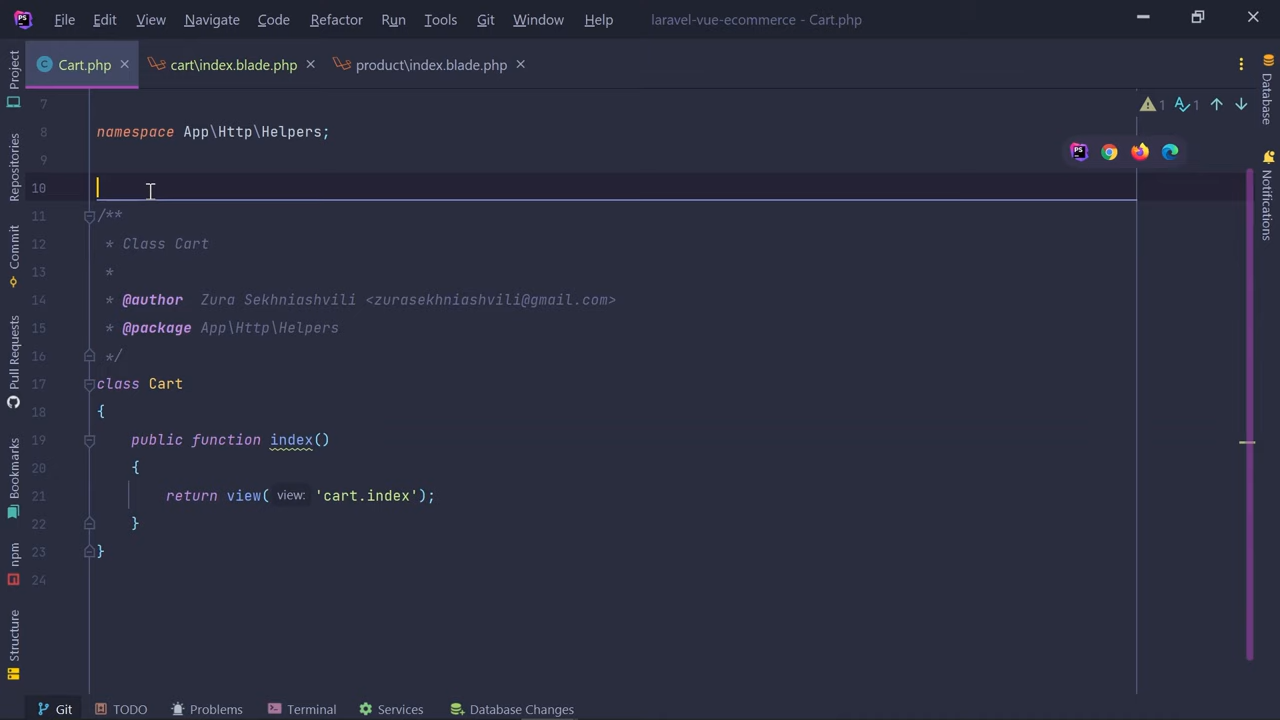 PS File Edit View Navigate Code Refactor Run Tools Git Window Help laravel-vue-ecommerce - Cart.php
C Cart.php cart\index.blade.php product\index.blade.php
Project
Repositories
Commit
Pull Requests
Bookmarks
npm
Structure
7
1 1
8 namespace App\Http\Helpers;
9
PS
10
11 /**
12 * Class Cart
13 *
14 * @author Zura Sekhniashvili <zurasekhniashvili@gmail.com>
15 * @package App\Http\Helpers
16 */
17 class Cart
18 {
19 public function index()
20 {
21 return view( view: 'cart.index');
22 }
23 }
24
Database
Notifications
Git TODO Problems Terminal Services Database Changes